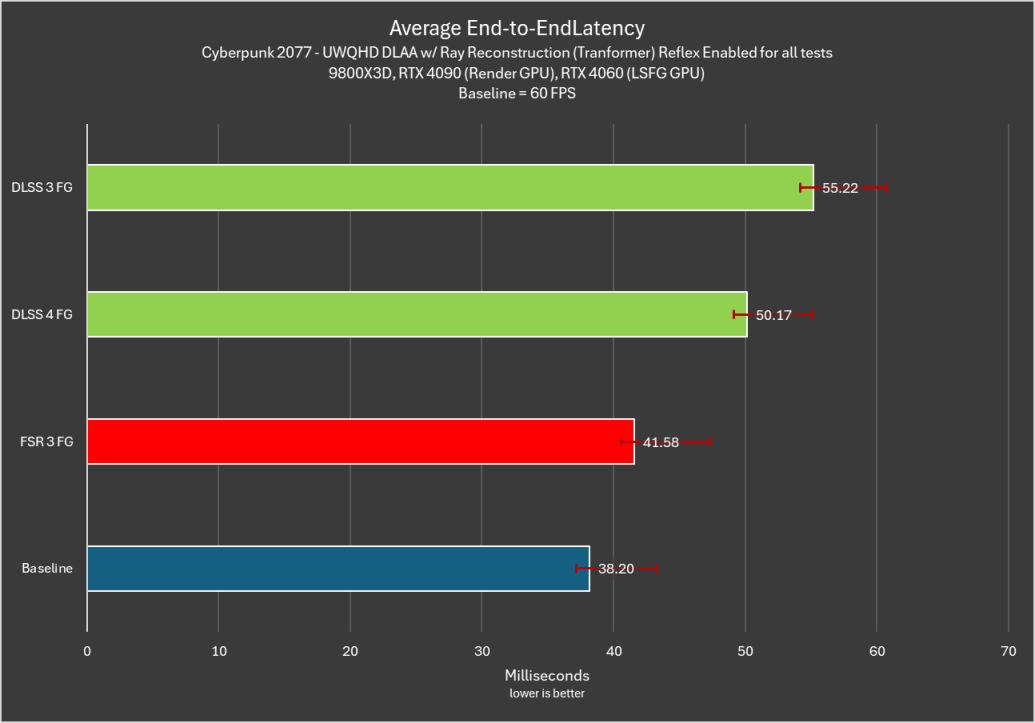 Average End-to-EndLatency
Cyberpunk 2077 - UWQHD DLAA w/ Ray Reconstruction (Tranformer) Reflex Enabled for all tests
9800X3D, RTX 4090 (Render GPU), RTX 4060 (LSFG GPU)
Baseline = 60 FPS
DLSS 3 FG
55.22
DLSS 4 FG
50.17
FSR 3 FG
41.58
Baseline
38.20
0 10 20 30 40 50 60 70
Milliseconds
lower is better